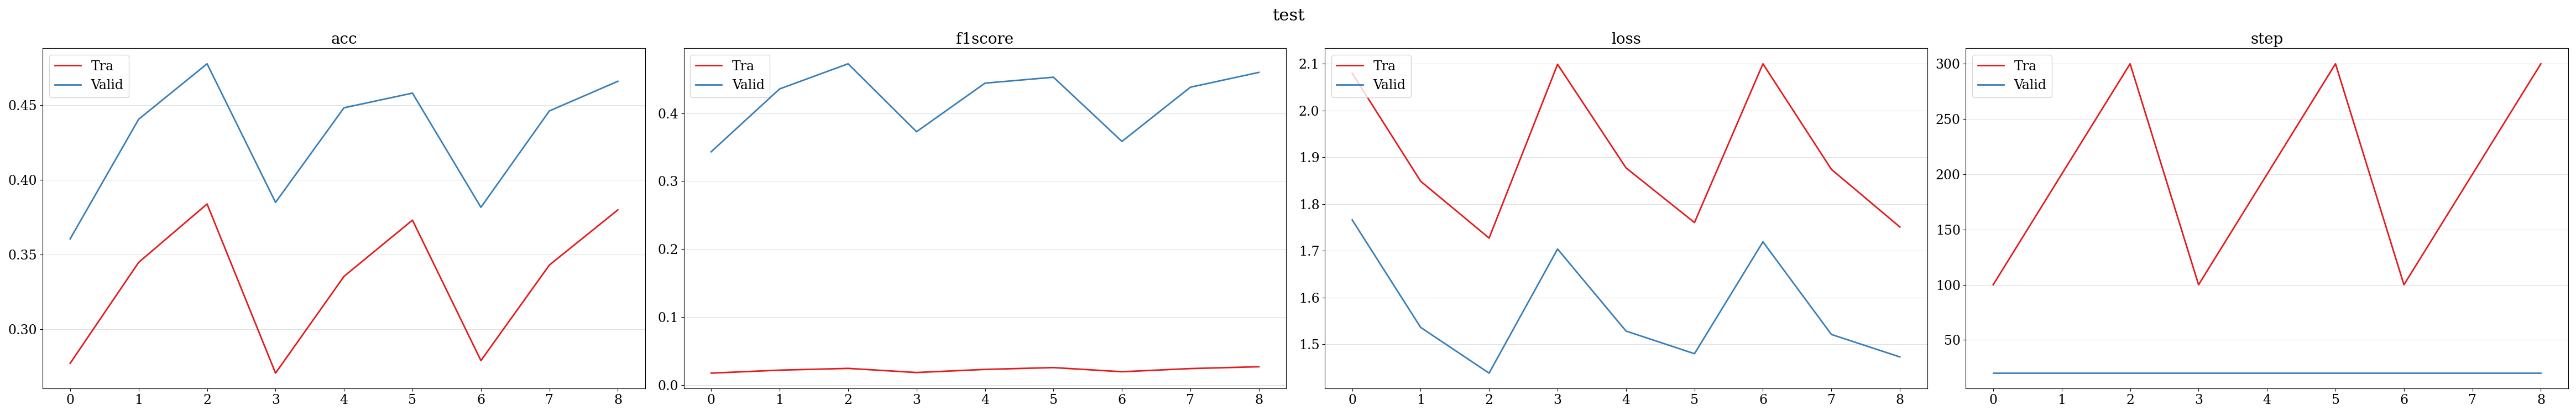 test
acc
Tra
Valid
0.45
0.40
0.35
0.30
0 1 2 3 4 5 6 7 8
f1score
Tra
Valid
0.4
0.3
0.2
0.1
0.0
0 1 2 3 4 5 6 7 8
loss
Tra
Valid
2.1
2.0
1.9
1.8
1.7
1.6
1.5
0 1 2 3 4 5 6 7 8
step
Tra
Valid
300
250
200
150
100
50
0 1 2 3 4 5 6 7 8